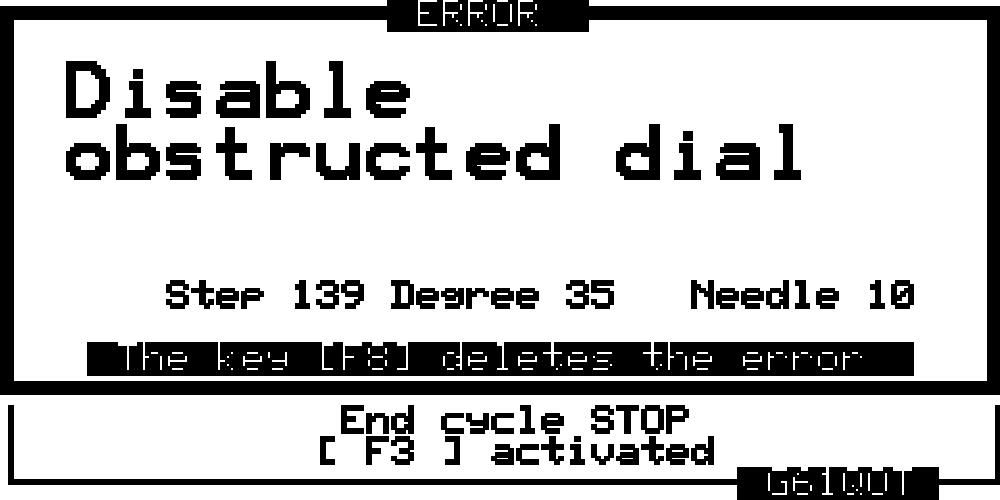 ERROR
Disable
obstructed dial
Step 139 Degree 35 Needle 10
The key [F8] deletes the error
End cycle STOP
[ F3 ] activated